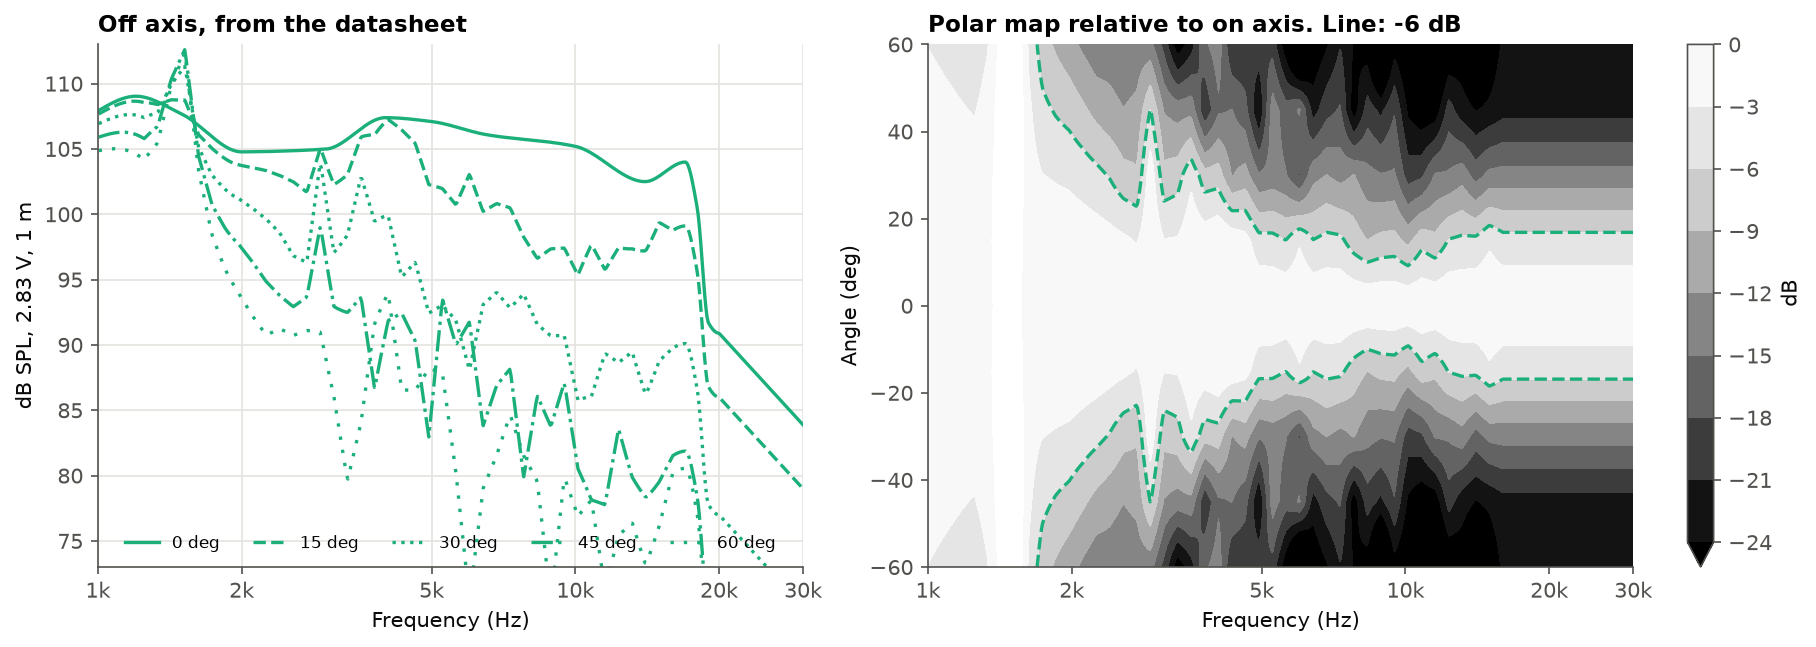 Off axis, from the datasheet
110
105
100
95
90
85
80
75
dB SPL, 2.83 V, 1 m
0 deg
15 deg
30 deg
45 deg
60 deg
1k
2k
5k
10k
20k
30k
Frequency (Hz)
Polar map relative to on axis. Line: -6 dB
60
40
20
0
−20
−40
−60
Angle (deg)
1k
2k
5k
10k
20k
30k
Frequency (Hz)
0
−3
−6
−9
−12
−15
−18
−21
−24
dB